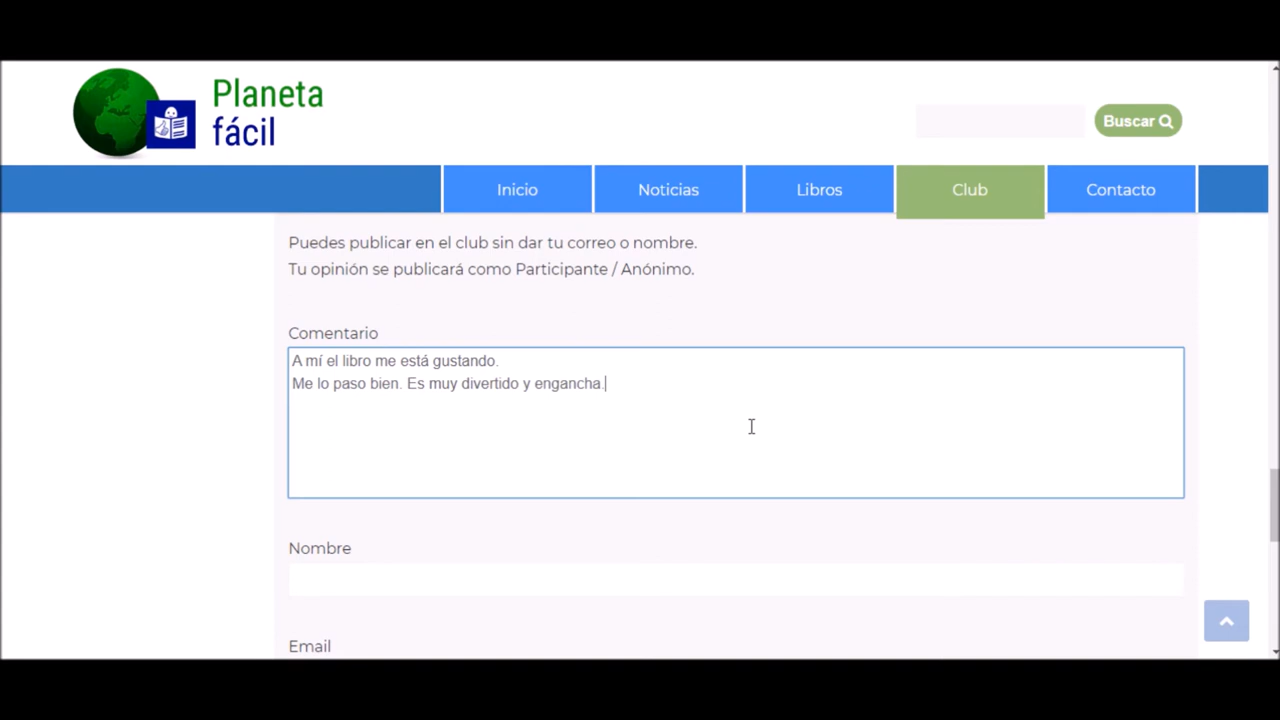 Planeta
fácil
Buscar
Inicio
Noticias
Libros
Club
Contacto
Puedes publicar en el club sin dar tu correo o nombre.
Tu opinión se publicará como Participante / Anónimo.
Comentario
A mí el libro me está gustando.
Me lo paso bien. Es muy divertido y engancha.
Nombre
Email